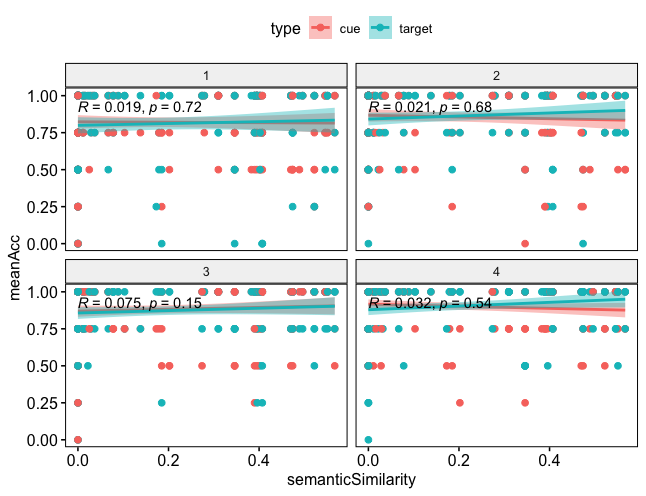 type cue target
1 2
1.00
0.75
0.50
0.25
0.00
R = 0.019, p = 0.72
R = 0.021, p = 0.68
3 4
1.00
0.75
0.50
0.25
0.00
R = 0.075, p = 0.15
R = 0.032, p = 0.54
meanAcc
0.0 0.2 0.4 0.0 0.2 0.4
semanticSimilarity